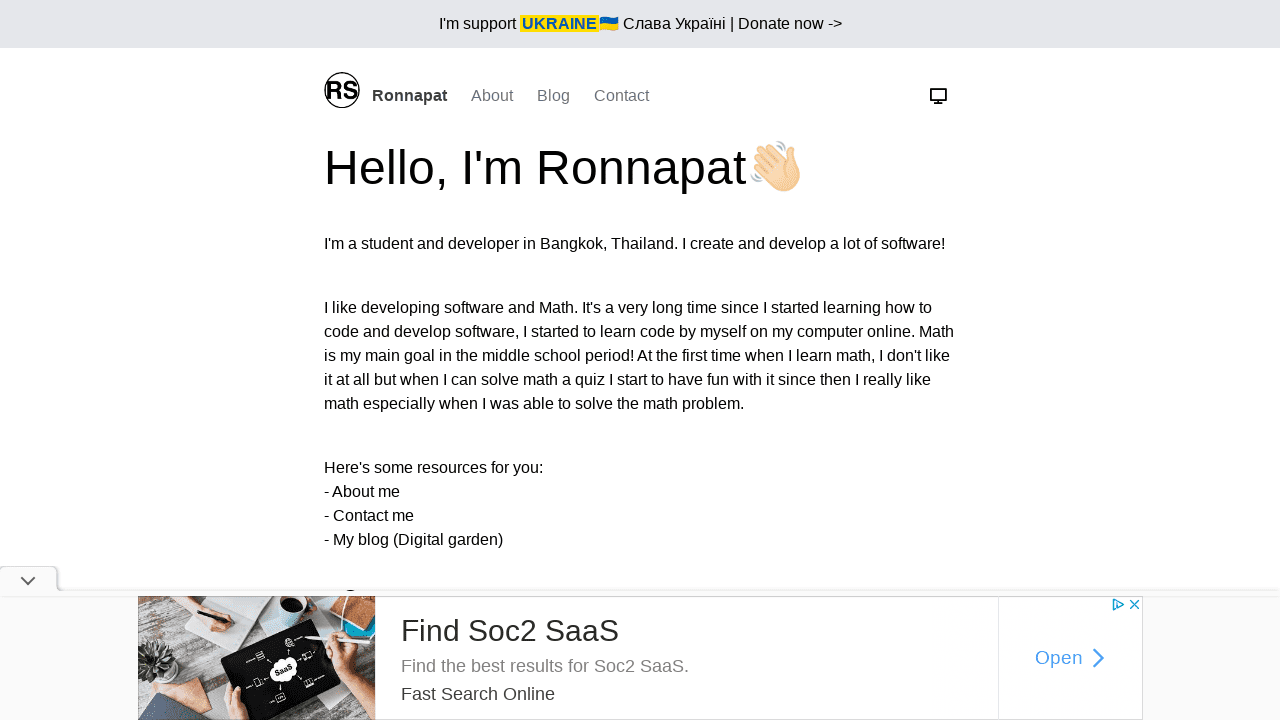 I'm support UKRAINE🇺🇦 Слава Україні | Donate now ->
RS Ronnapat About Blog Contact
Hello, I'm Ronnapat👋🏻
I'm a student and developer in Bangkok, Thailand. I create and develop a lot of software!
I like developing software and Math. It's a very long time since I started learning how to
code and develop software, I started to learn code by myself on my computer online. Math
is my main goal in the middle school period! At the first time when I learn math, I don't like
it at all but when I can solve math a quiz I start to have fun with it since then I really like
math especially when I was able to solve the math problem.
Here's some resources for you:
- About me
- Contact me
- My blog (Digital garden)
SaaS
Find Soc2 SaaS
Find the best results for Soc2 SaaS.
Fast Search Online
Open